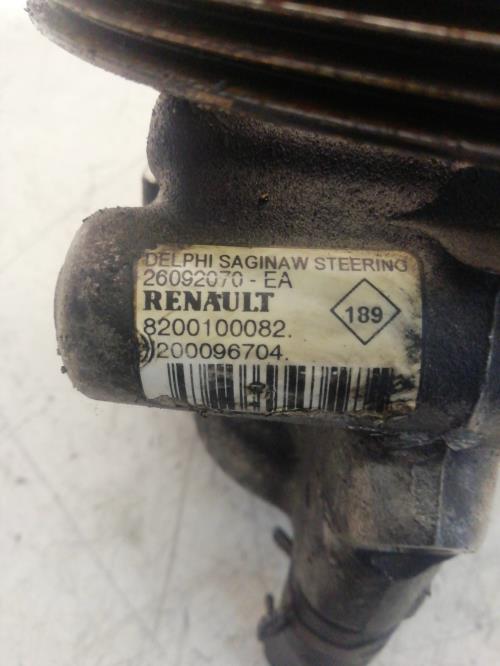 DELPHI SAGINAW STEERING
26092070 - EA
RENAULT
189
8200100082.
200096704.